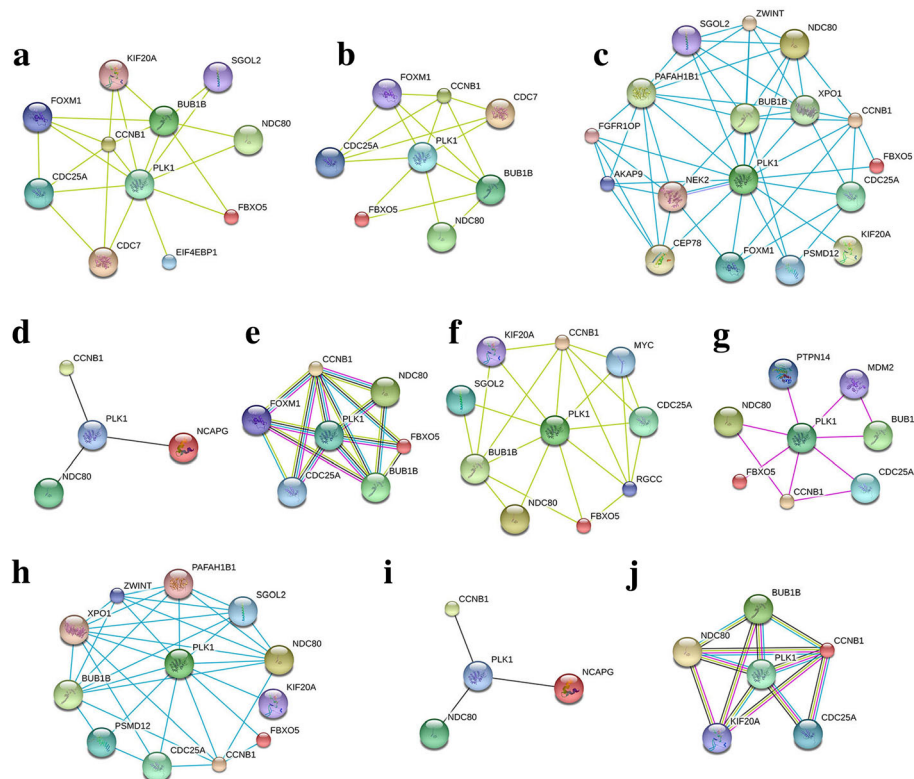 a
KIF20A
SGOL2
FOXM1
BUB1B
CCNB1
NDC80
PLK1
CDC25A
FBXO5
CDC7
EIF4EBP1
b
FOXM1
CCNB1
CDC7
PLK1
CDC25A
BUB1B
FBXO5
NDC80
c
ZWINT
SGOL2
NDC80
PAFAH1B1
XPO1
BUB1B
CCNB1
FGFR1OP
PLK1
FBXO5
AKAP9
NEK2
CDC25A
KIF20A
CEP78
FOXM1
PSMD12
d
CCNB1
PLK1
NCAPG
NDC80
e
CCNB1
NDC80
FOXM1
PLK1
FBXO5
CDC25A
BUB1B
f
KIF20A
CCNB1
MYC
SGOL2
PLK1
CDC25A
BUB1B
RGCC
NDC80
FBXO5
g
PTPN14
MDM2
NDC80
PLK1
BUB1
FBXO5
CDC25A
CCNB1
h
PAFAH1B1
ZWINT
SGOL2
XPO1
NDC80
PLK1
BUB1B
KIF20A
PSMD12
FBXO5
CDC25A
CCNB1
i
CCNB1
PLK1
NCAPG
NDC80
j
BUB1B
NDC80
CCNB1
PLK1
KIF20A
CDC25A